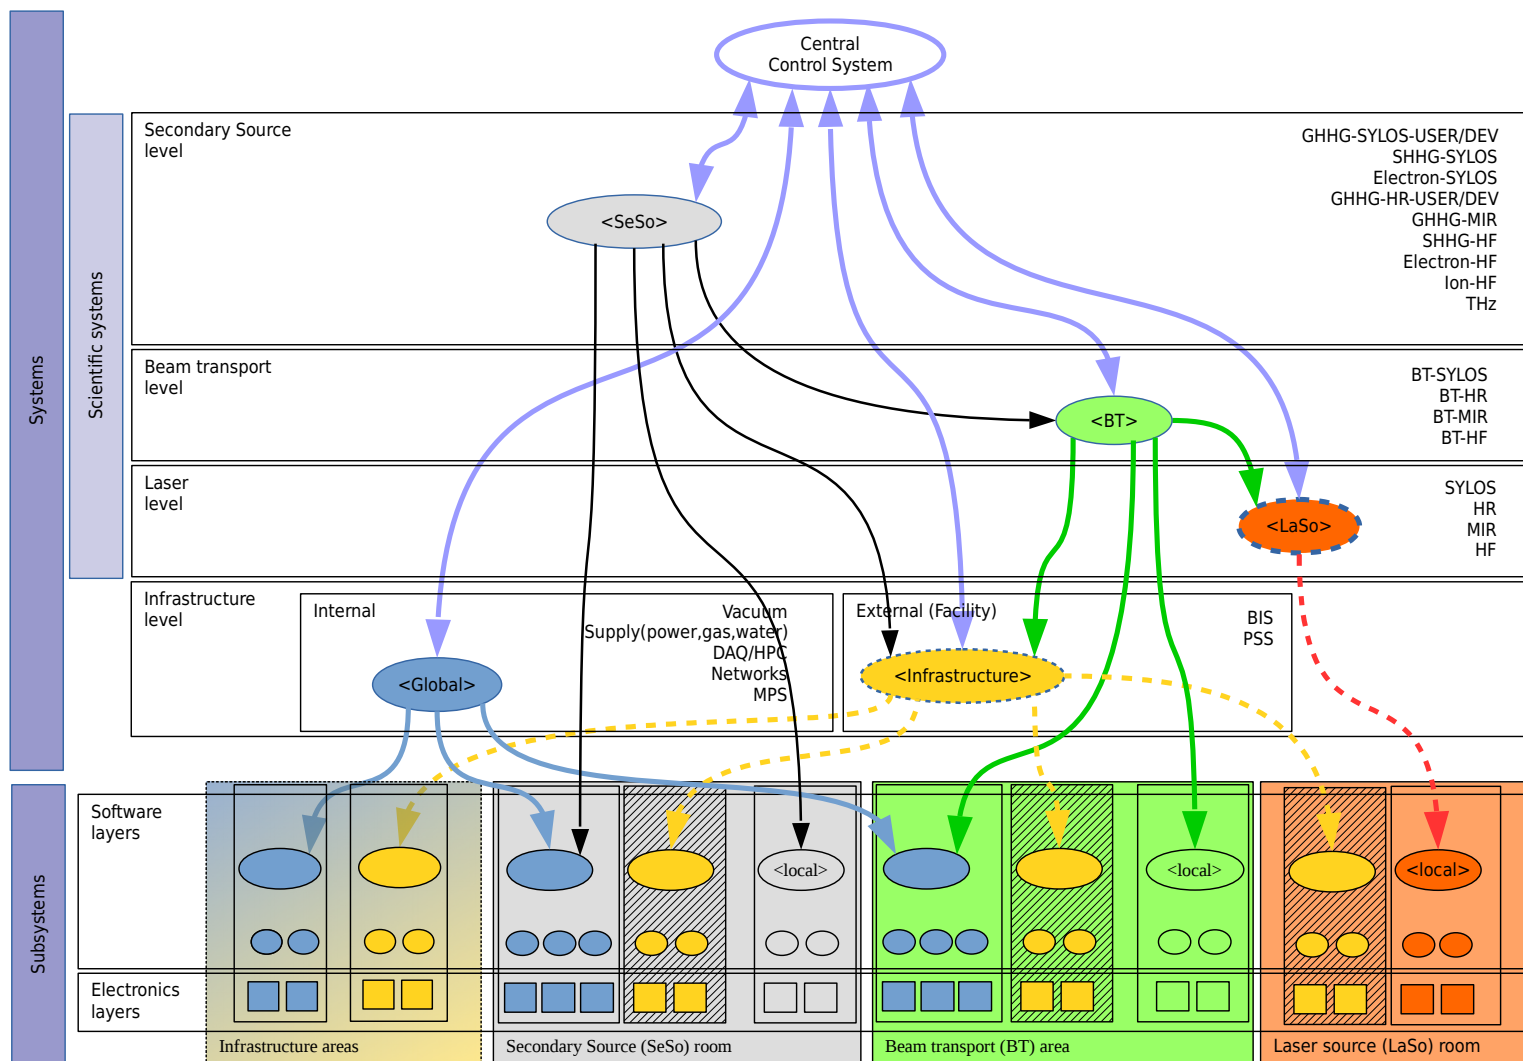 Central
Control System
Systems
Scientific systems
Secondary Source
level
GHHG-SYLOS-USER/DEV
SHHG-SYLOS
Electron-SYLOS
GHHG-HR-USER/DEV
GHHG-MIR
SHHG-HF
Electron-HF
Ion-HF
THz
<SeSo>
Beam transport
level
BT-SYLOS
BT-HR
BT-MIR
BT-HF
<BT>
Laser
level
SYLOS
HR
MIR
HF
<LaSo>
Infrastructure
level
Internal
Vacuum
Supply(power,gas,water)
DAQ/HPC
Networks
MPS
<Global>
External (Facility)
BIS
PSS
<Infrastructure>
Subsystems
Software
layers
<local>
<local>
<local>
Electronics
layers
Infrastructure areas
Secondary Source (SeSo) room
Beam transport (BT) area
Laser source (LaSo) room